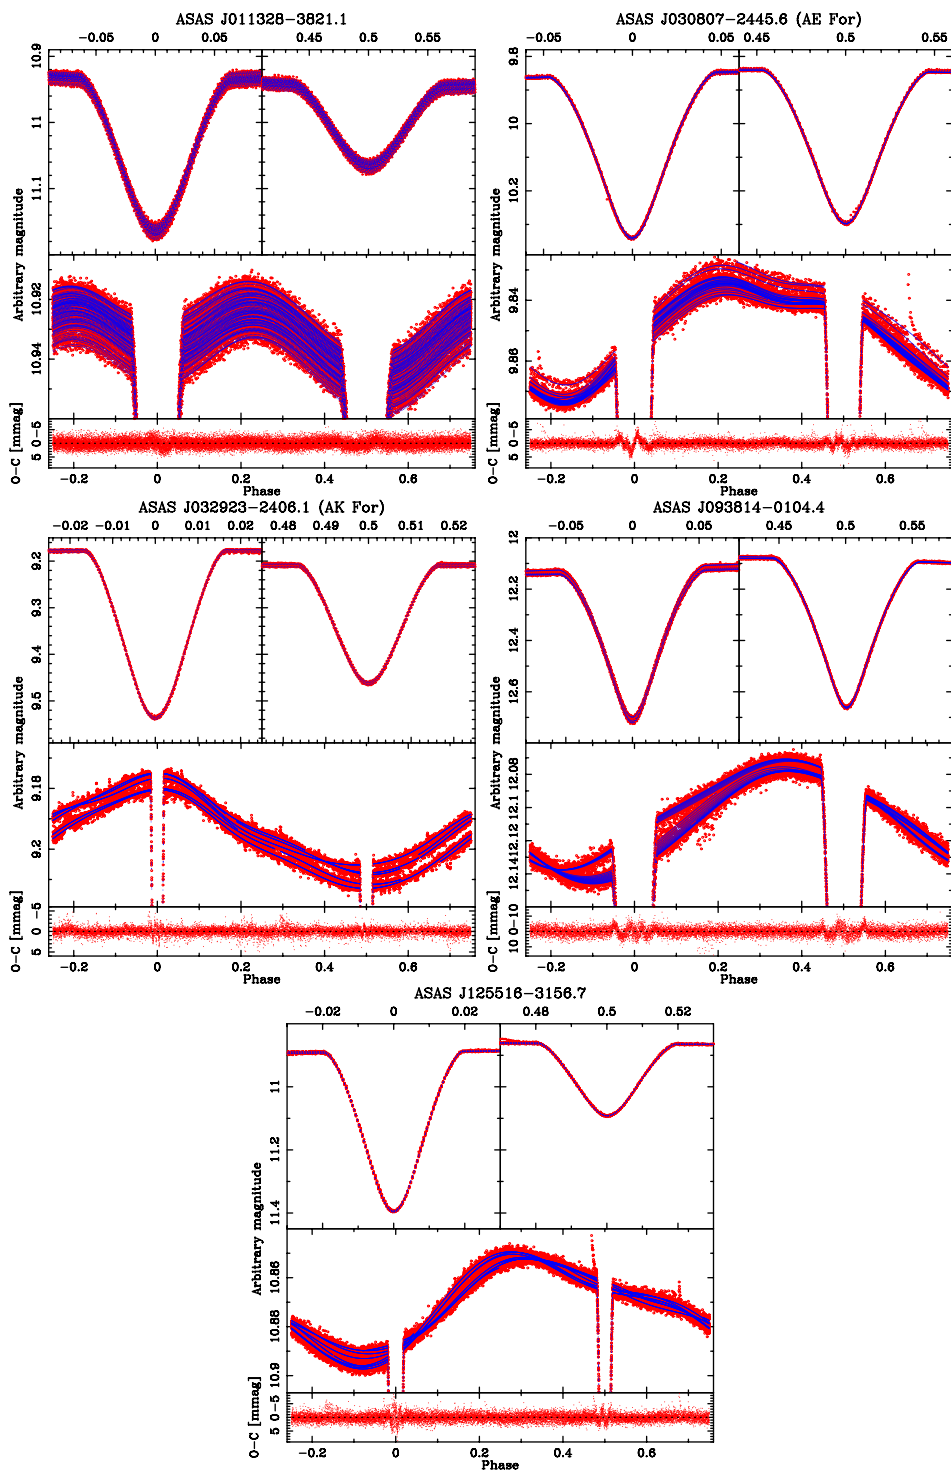 ASAS J011328-3821.1
-0.05 0 0.05 0.45 0.5 0.55
10.9
11
11.1
Arbitrary magnitude
10.92
10.94
O-C [mmag]
-5
0
5
-0.2 0 0.2 0.4 0.6
Phase
ASAS J030807-2445.6 (AE For)
-0.05 0 0.05 0.45 0.5 0.55
9.8
10
10.2
Arbitrary magnitude
9.84
9.86
O-C [mmag]
-5
0
5
-0.2 0 0.2 0.4 0.6
Phase
ASAS J032923-2406.1 (AK For)
-0.02 -0.01 0 0.01 0.02 0.48 0.49 0.5 0.51 0.52
9.2
9.3
9.4
9.5
Arbitrary magnitude
9.18
9.2
O-C [mmag]
-5
0
5
-0.2 0 0.2 0.4 0.6
Phase
ASAS J093814-0104.4
-0.05 0 0.05 0.45 0.5 0.55
12
12.2
12.4
12.6
Arbitrary magnitude
12.08
12.1
12.12
12.14
O-C [mmag]
-10
0
10
-0.2 0 0.2 0.4 0.6
Phase
ASAS J125516-3156.7
-0.02 0 0.02 0.48 0.5 0.52
11
11.2
11.4
Arbitrary magnitude
10.86
10.88
10.9
O-C [mmag]
-5
0
5
-0.2 0 0.2 0.4 0.6
Phase